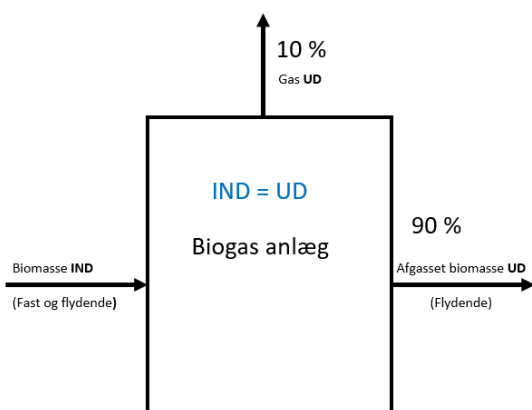 10 %
Gas UD
IND = UD
Biogas anlæg
90 %
Biomasse IND
(Fast og flydende)
Afgasset biomasse UD
(Flydende)